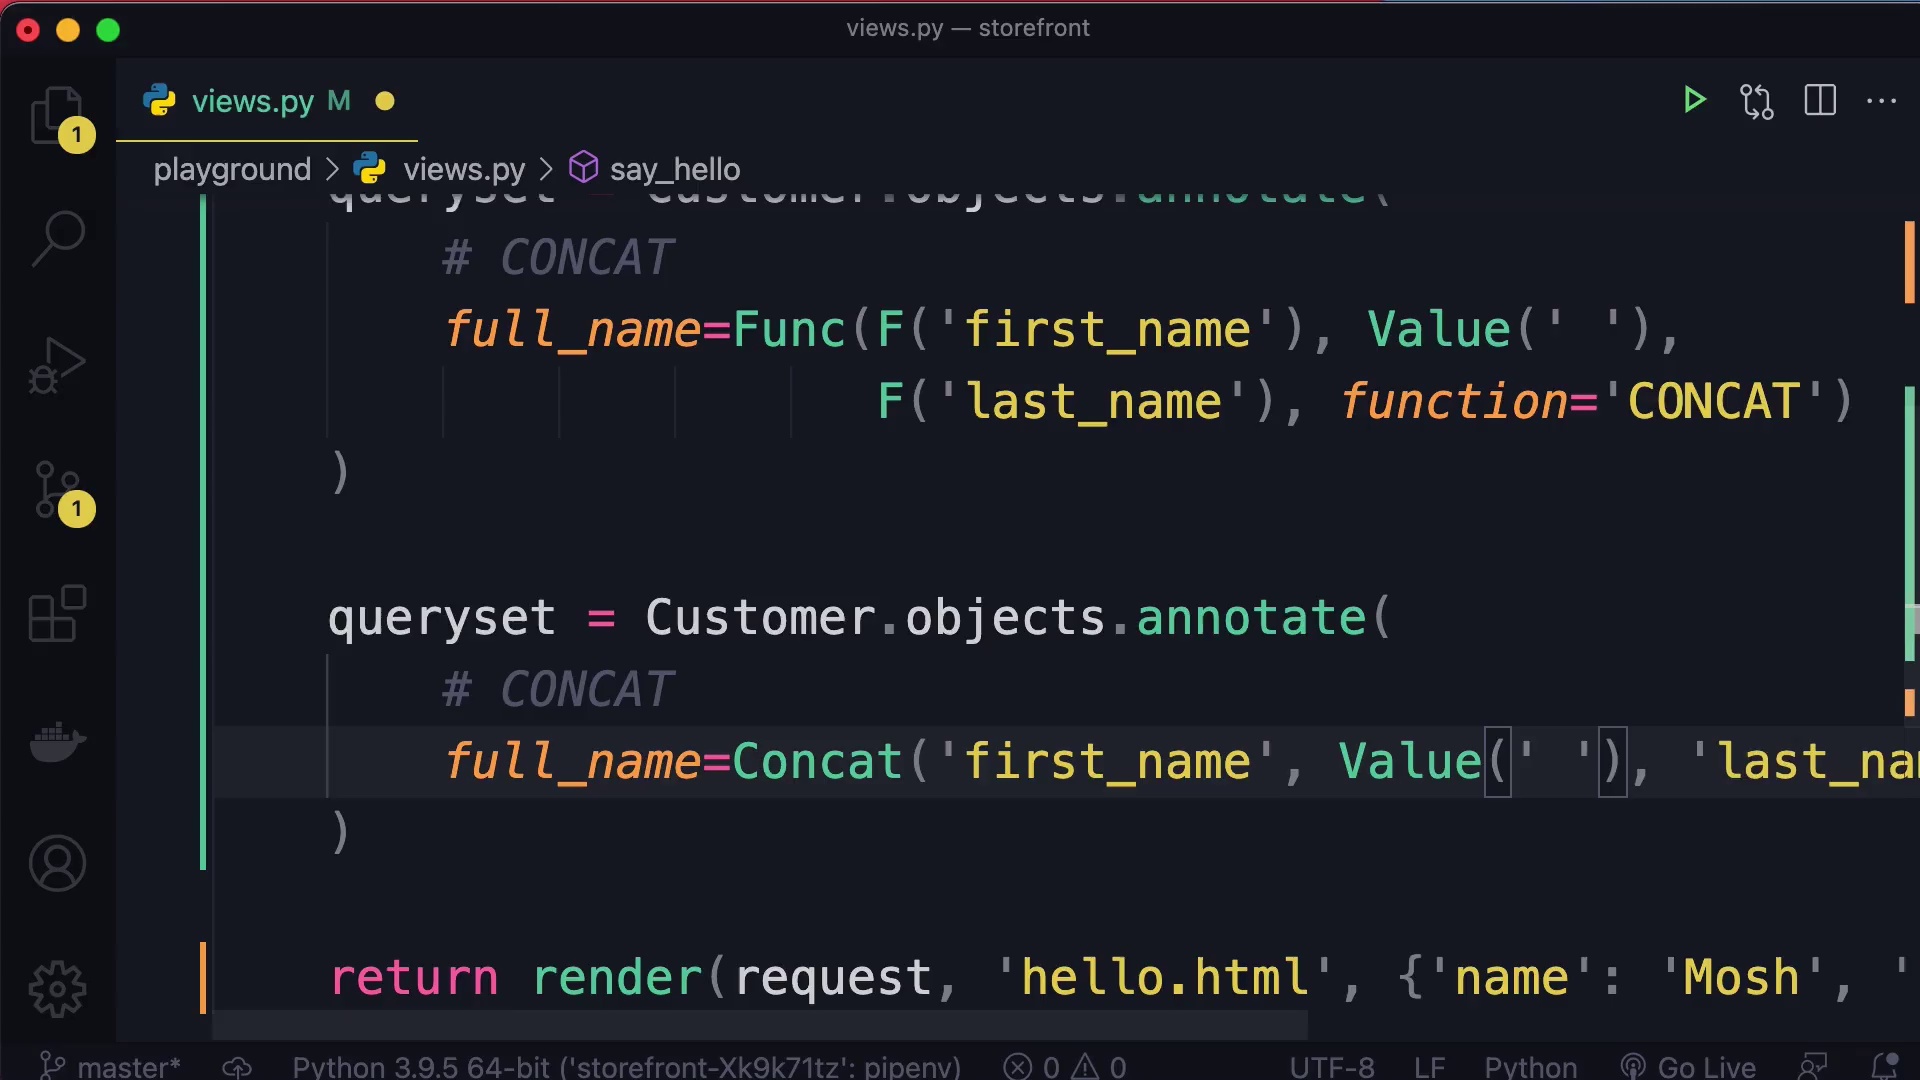 views.py — storefront
views.py M
1
playground > views.py > say_hello
queryset = Customer.objects.annotate(
# CONCAT
full_name=Func(F('first_name'), Value(' '),
F('last_name'), function='CONCAT')
)
1
queryset = Customer.objects.annotate(
# CONCAT
full_name=Concat('first_name', Value(' '), 'last_na
)
return render(request, 'hello.html', {'name': 'Mosh', '
master* Python 3.9.5 64-bit ('storefront-Xk9k71tz': pipenv) 0 0 UTF-8 LF Python Go Live